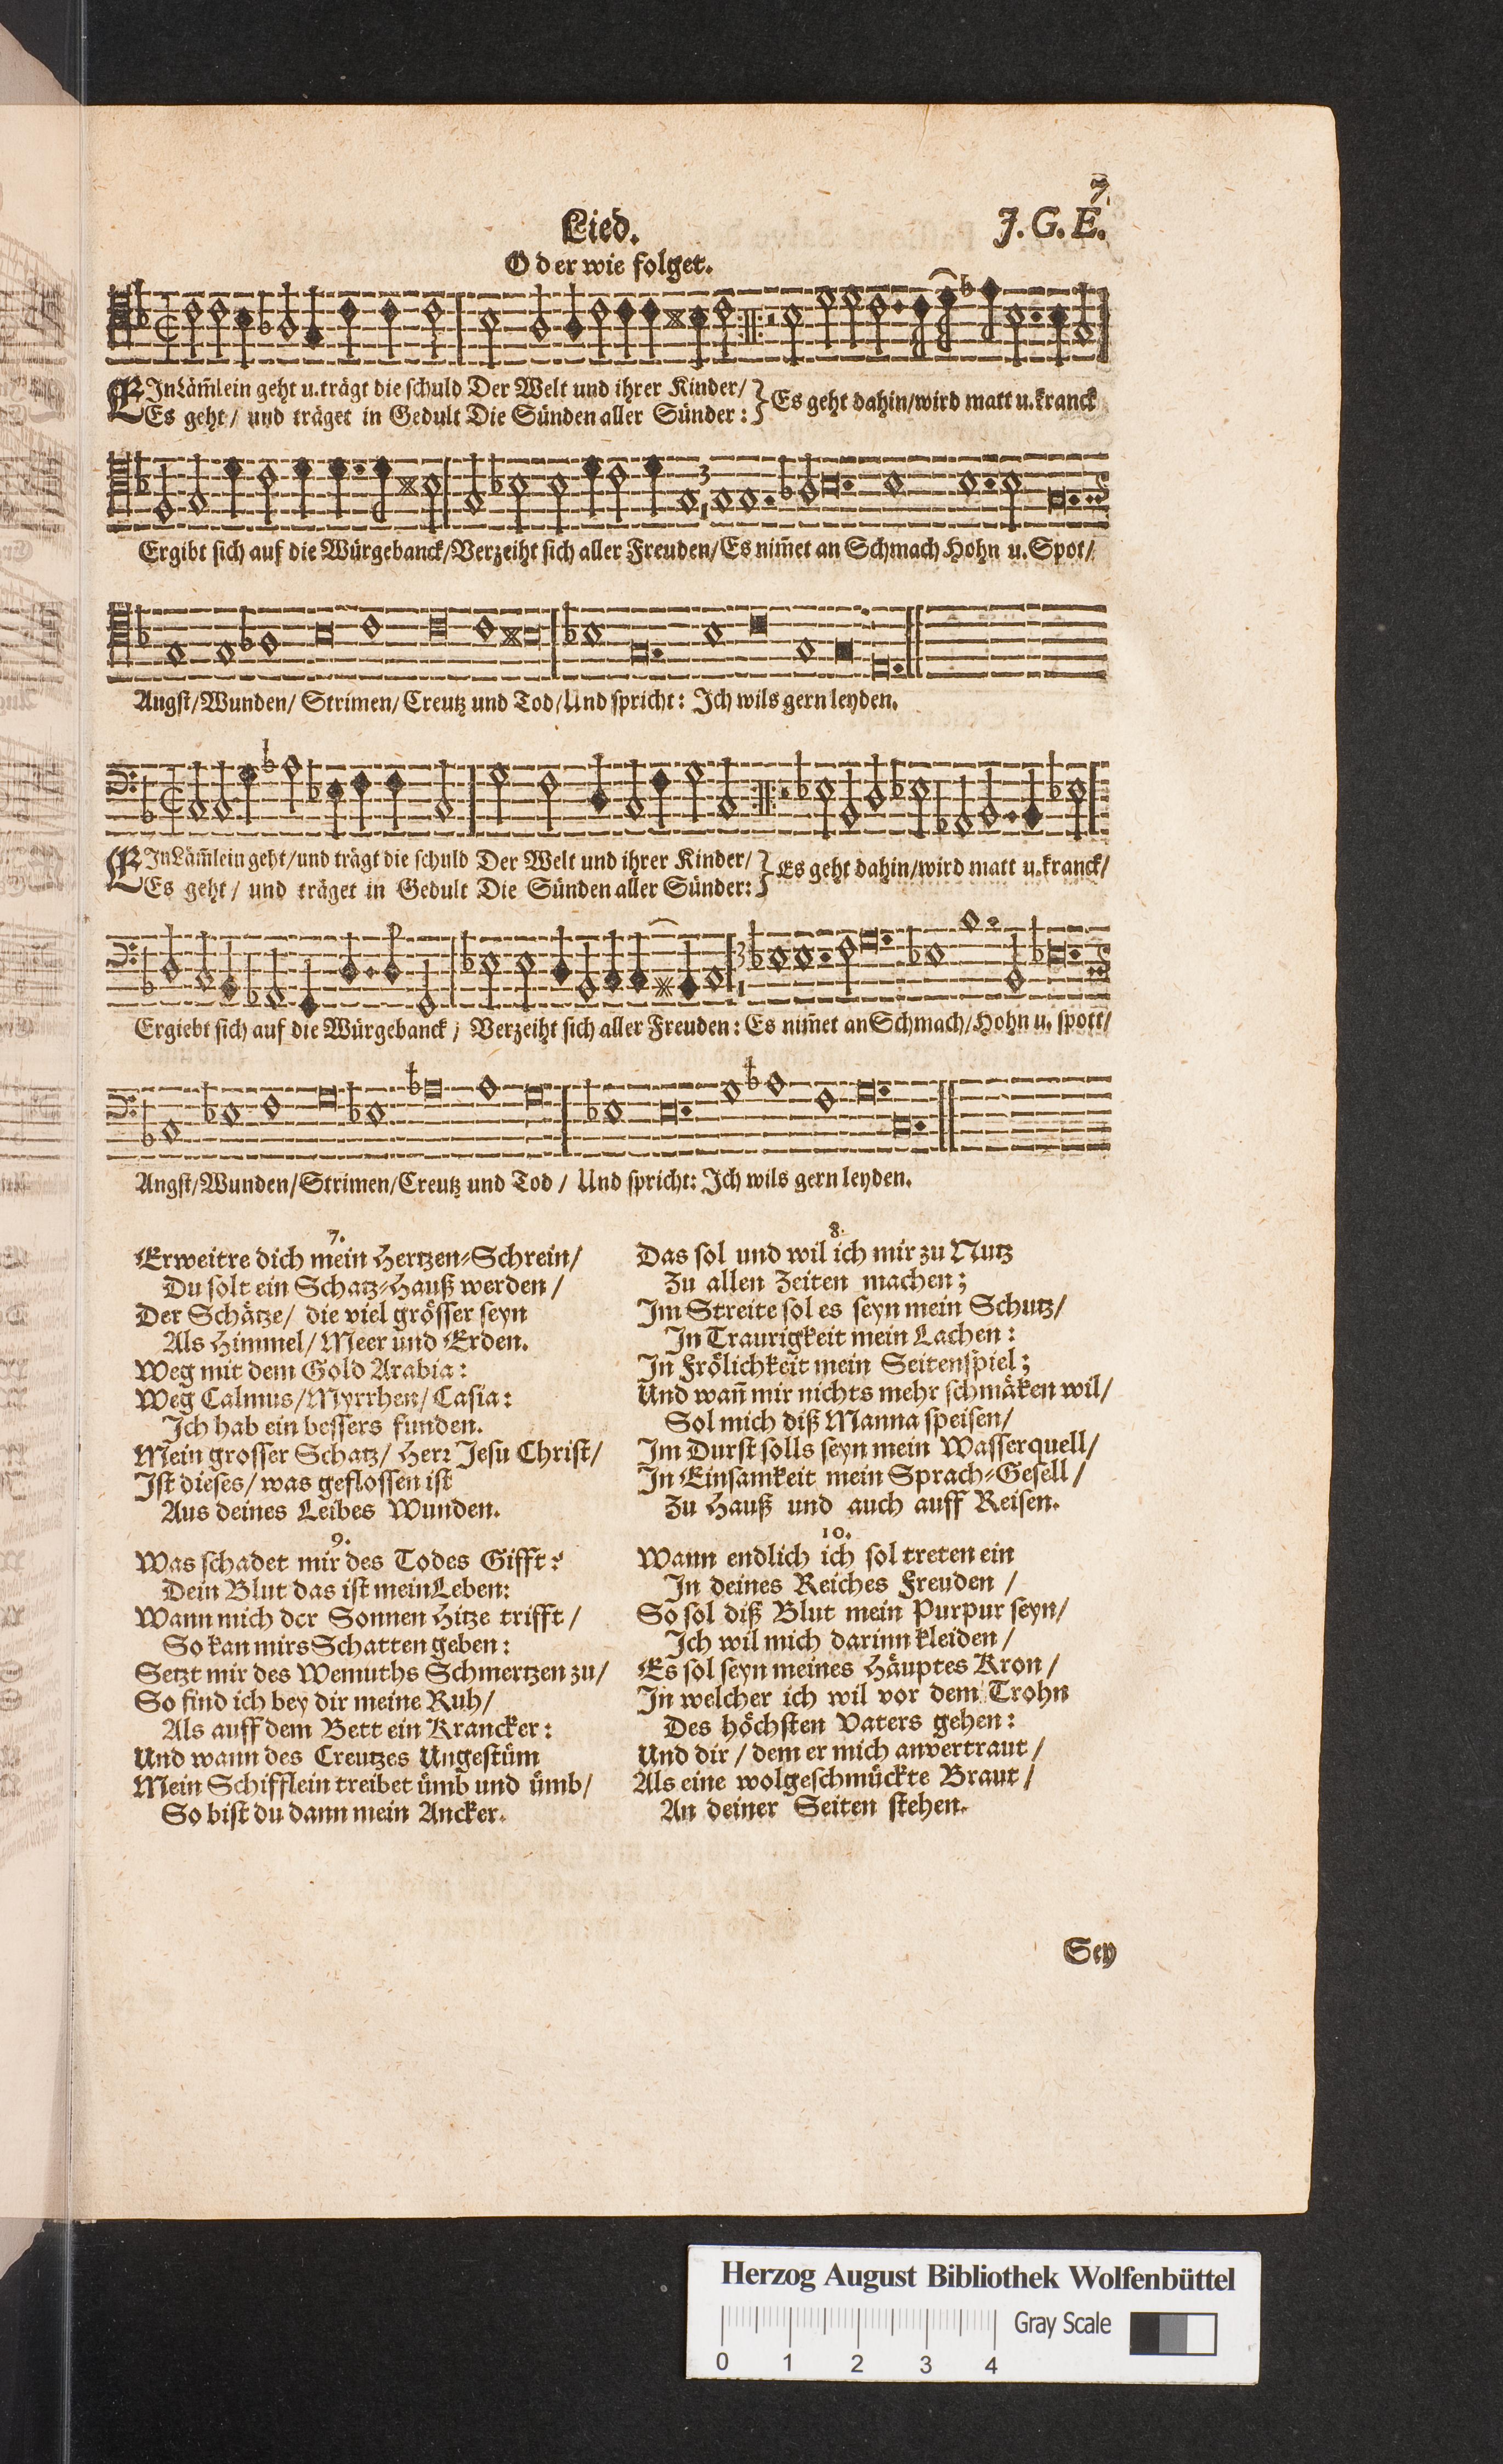 7.
Lied.
J. G. E.
Oder wie folget.
EIn Läm̄lein geht u. trägt die schuld Der Welt und ihrer Kinder/
Es geht/ und träget in Gedult Die Sünden aller Sünder: } Es geht dahin/wird matt u. kranck
3
1
Ergibt sich auf die Würgebanck/Verzeiht sich aller Freuden/Es nim̄et an Schmach Hohn u. Spot/
Angst/Wunden/ Strimen/ Creutz und Tod/Und spricht: Ich wils gern leyden.
EIn Läm̄lein geht/und trägt die schuld Der Welt und ihrer Kinder/
Es geht/ und träget in Gedult Die Sünden aller Sünder: } Es geht dahin/wird matt u. kranck/
3
1
Ergiebt sich auf die Würgebanck/ Verzeiht sich aller Freuden: Es nim̄et an Schmach/Hohn u. spott/
Angst/Wunden/Strimen/Creutz und Tod/ Und spricht: Ich wils gern leyden.
7.
Erweitre dich mein Hertzen-Schrein/
Du solt ein Schatz-Hauß werden/
Der Schätze/ die viel grösser seyn
Als Himmel/ Meer und Erden.
Weg mit dem Gold Arabia:
Weg Calmus/Myrrhen/ Casia:
Ich hab ein bessers funden.
Mein grosser Schatz/ Herr Jesu Christ/
Ist dieses/ was geflossen ist
Aus deines Leibes Wunden.
8.
Das sol und wil ich mir zu Nutz
Zu allen Zeiten machen;
Im Streite sol es seyn mein Schutz/
In Traurigkeit mein Lachen:
In Frölichkeit mein Seitenspiel;
Und wan̄ mir nichts mehr schmäken wil/
Sol mich diß Manna speisen/
Im Durst solls seyn mein Wasserquell/
In Einsamkeit mein Sprach-Gesell/
Zu Hauß und auch auff Reisen.
9.
Was schadet mir des Todes Gifft?
Dein Blut das ist mein Leben:
Wann mich der Sonnen Hitze trifft/
So kan mirs Schatten geben:
Setzt mir des Wemuths Schmertzen zu/
So find ich bey dir meine Ruh/
Als auff dem Bett ein Krancker:
Und wann des Creutzes Ungestüm
Mein Schifflein treibet ümb und ümb/
So bist du dann mein Ancker.
10.
Wann endlich ich sol treten ein
In deines Reiches Freuden/
So sol diß Blut mein Purpur seyn/
Ich wil mich darinn kleiden/
Es sol seyn meines Häuptes Kron/
In welcher ich wil vor dem Trohn
Des höchsten Vaters gehen:
Und dir/ dem er mich anvertraut/
Als eine wolgeschmückte Braut/
An deiner Seiten stehen.
Sey
Herzog August Bibliothek Wolfenbüttel
Gray Scale
0 1 2 3 4